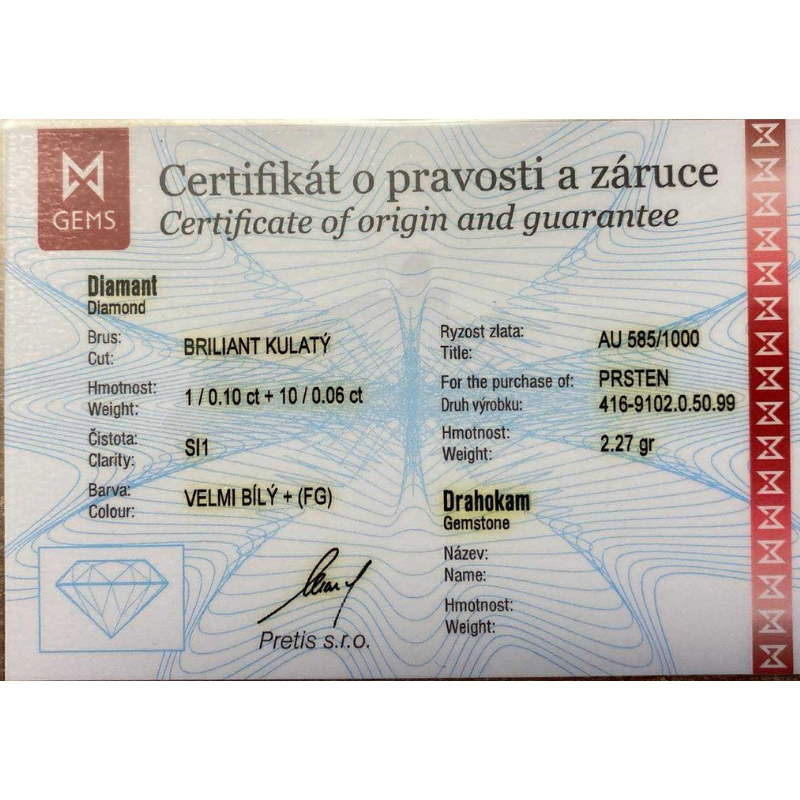 GEMS
Certifikát o pravosti a záruce
Certificate of origin and guarantee
Diamant
Diamond
Brus:
Cut:
BRILIANT KULATÝ
Hmotnost:
Weight:
1 / 0.10 ct + 10 / 0.06 ct
Čistota:
Clarity:
SI1
Barva:
Colour:
VELMI BÍLÝ + (FG)
Pretis s.r.o.
Ryzost zlata:
Title:
AU 585/1000
For the purchase of:
Druh výrobku:
PRSTEN
416-9102.0.50.99
Hmotnost:
Weight:
2.27 gr
Drahokam
Gemstone
Název:
Name:
Hmotnost:
Weight: